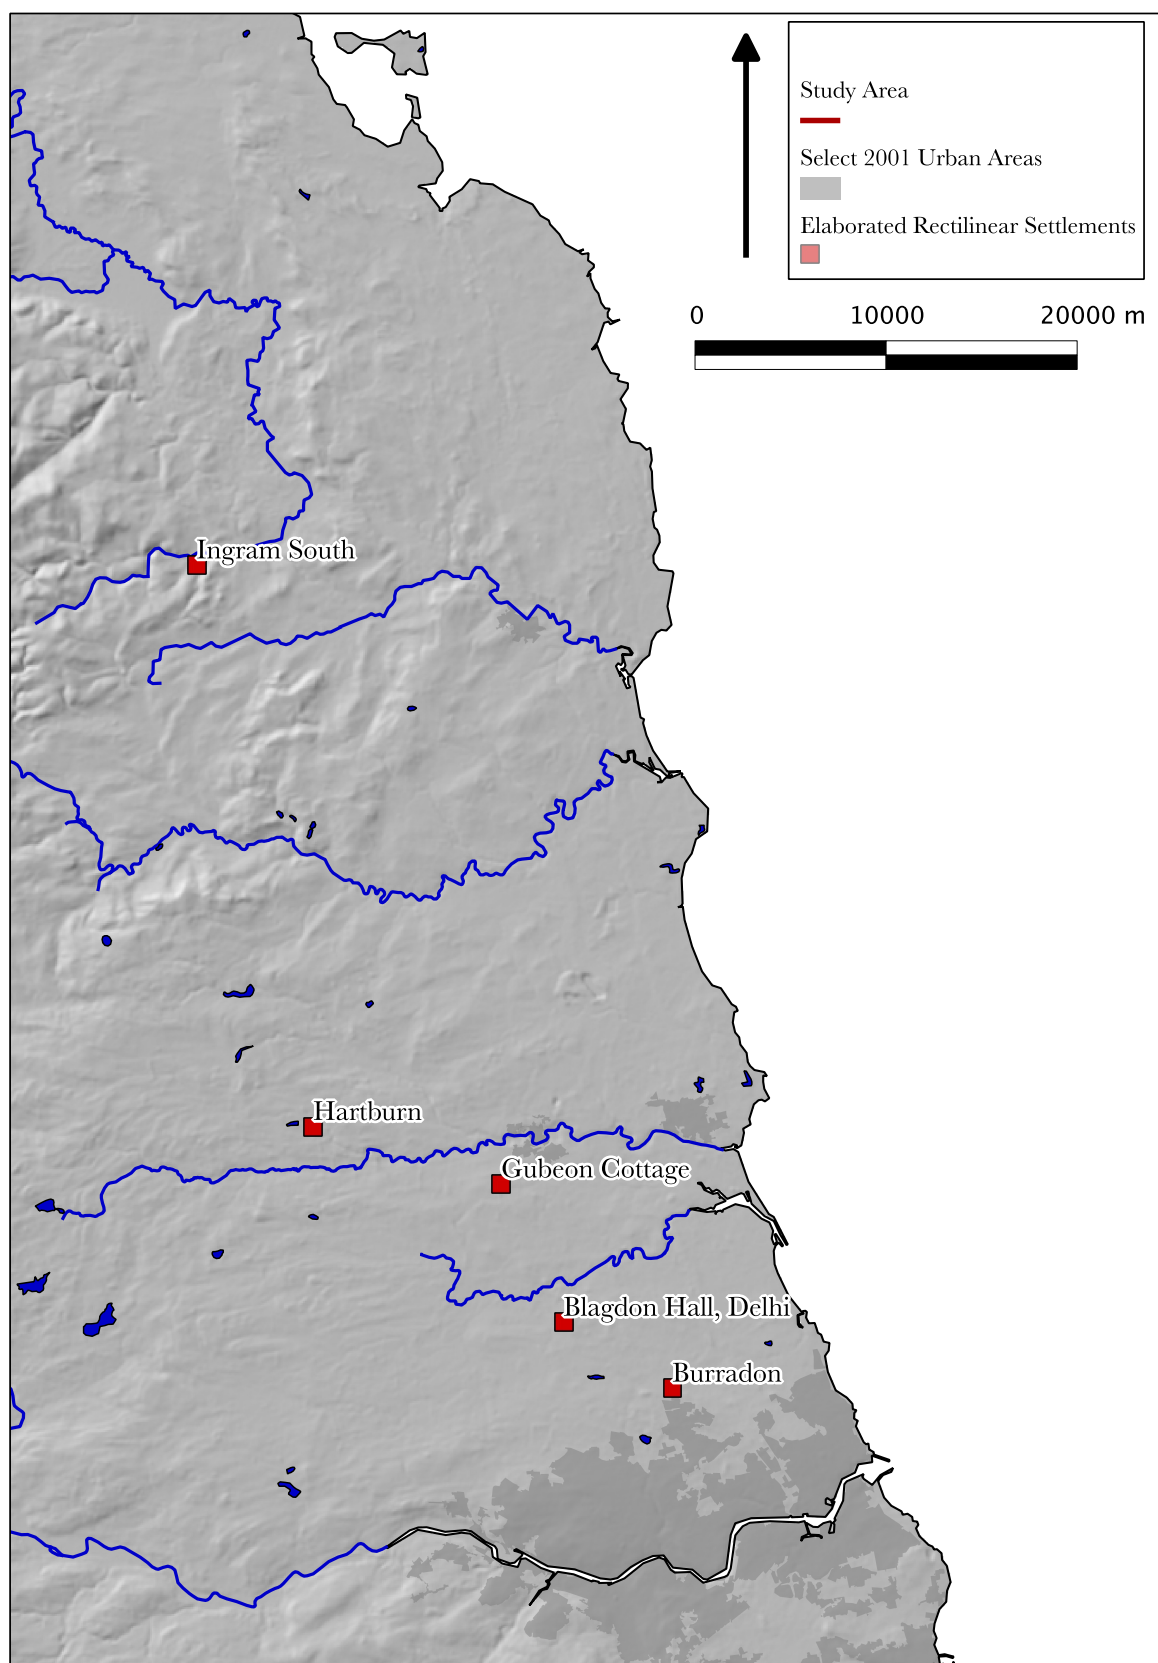 Study Area
Select 2001 Urban Areas
Elaborated Rectilinear Settlements
0 10000 20000 m
Ingram South
Hartburn
Gubeon Cottage
Blagdon Hall, Delhi
Burradon